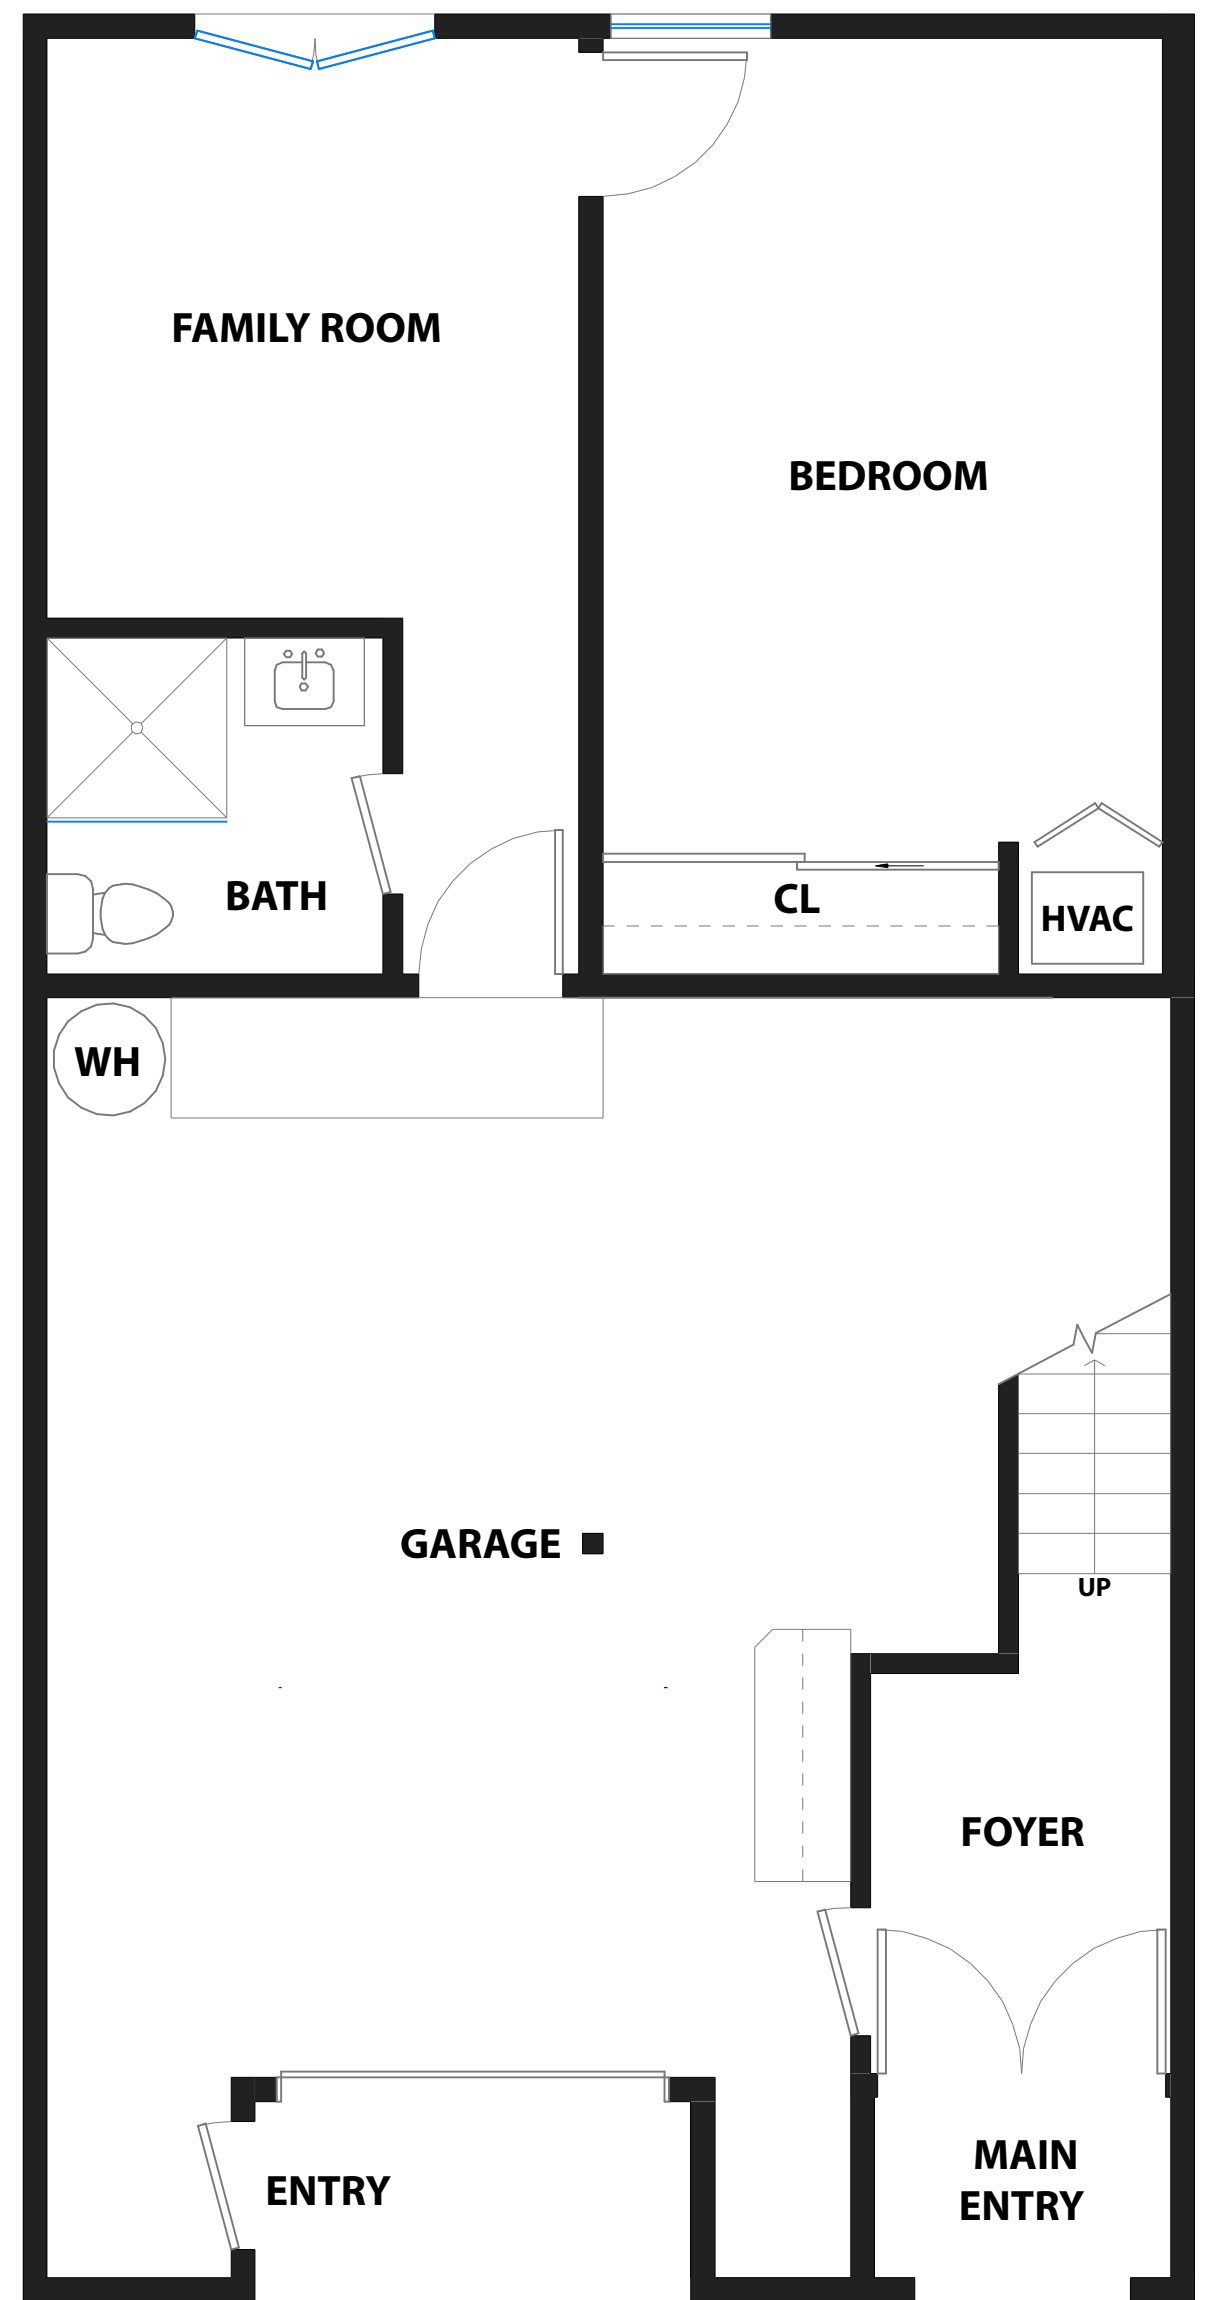 FAMILY ROOM
BEDROOM
BATH
CL
HVAC
WH
GARAGE
UP
FOYER
MAIN
ENTRY
ENTRY